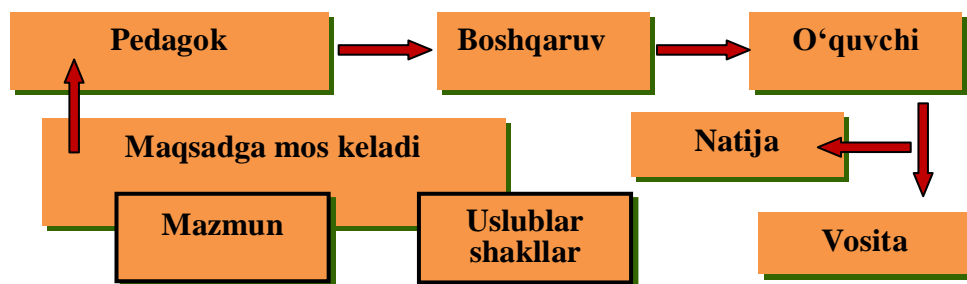 Pedagok
Boshqaruv
O‘quvchi
Maqsadga mos keladi
Natija
Mazmun
Uslublar
shakllar
Vosita